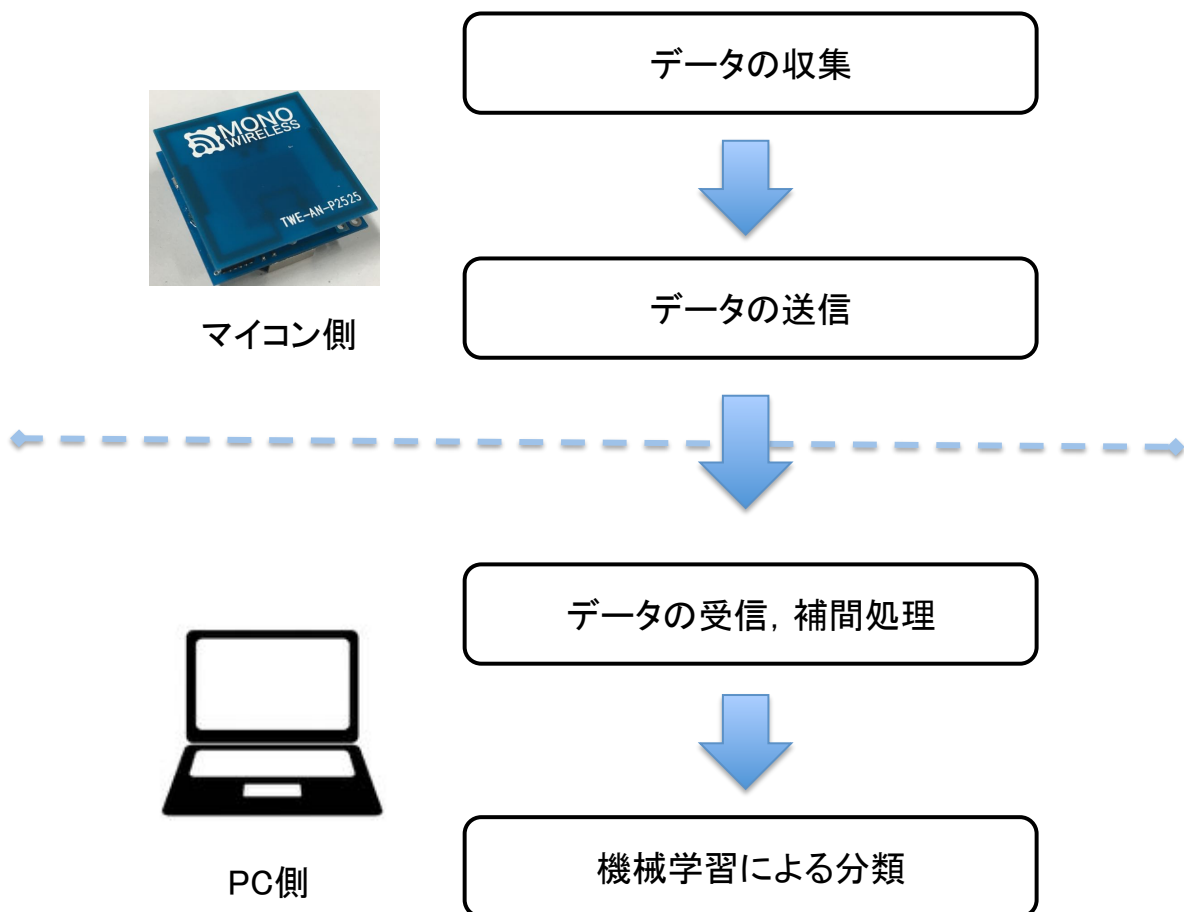 データの収集
MONO
WIRELESS
TWE-AN-P2525
データの送信
マイコン側
データの受信，補間処理
機械学習による分類
PC側